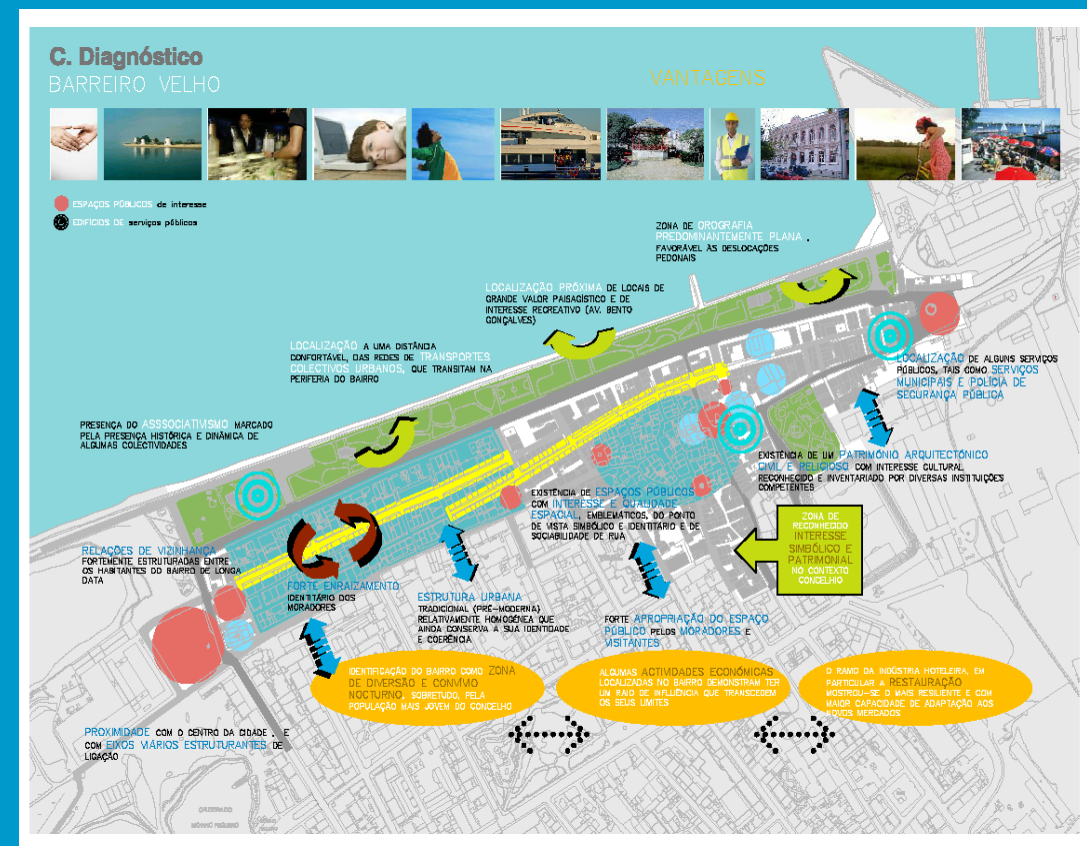 C. Diagnóstico
BARREIRO VELHO
VANTAGENS
ESPAÇOS PÚBLICOS de interesse
EDIFÍCIOS DE serviços públicos
ZONA DE OROGRAFIA
PREDOMINANTEMENTE PLANA ,
FAVORÁVEL ÀS DESLOCAÇÕES
PEDONAIS
LOCALIZAÇÃO PRÓXIMA DE LOCAIS DE
GRANDE VALOR PAISAGÍSTICO E DE
INTERESSE RECREATIVO (AV. BENTO
GONÇALVES)
LOCALIZAÇÃO A UMA DISTÂNCIA
CONFORTÁVEL, DAS REDES DE TRANSPORTES
COLECTIVOS URBANOS, QUE TRANSITAM NA
PERIFERIA DO BAIRRO
LOCALIZAÇÃO DE ALGUNS SERVIÇOS
PÚBLICOS, TAIS COMO SERVIÇOS
MUNICIPAIS E POLÍCIA DE
SEGURANÇA PÚBLICA
PRESENÇA DO ASSSOCIATIVISMO MARCADO
PELA PRESENÇA HISTÓRICA E DINÂMICA DE
ALGUMAS COLECTIVIDADES
EXISTÊNCIA DE UM PATRIMÓNIO ARQUITECTÓNICO
CIVIL E RELIGIOSO COM INTERESSE CULTURAL
RECONHECIDO E INVENTARIADO POR DIVERSAS INSTITUIÇÕES
COMPETENTES
EXISTÊNCIA DE ESPAÇOS PÚBLICOS
COM INTERESSE E QUALIDADE
ESPACIAL, EMBLEMÁTICOS, DO PONTO
DE VISTA SIMBÓLICO E IDENTITÁRIO E DE
SOCIABILIDADE DE RUA
ZONA DE
RECONHECIDO
INTERESSE
SIMBÓLICO E
PATRIMONIAL
NO CONTEXTO
CONCELHIO
RELAÇÕES DE VIZINHANÇA
FORTEMENTE ESTRUTURADAS ENTRE
OS HABITANTES DO BAIRRO DE LONGA
DATA
FORTE ENRAIZAMENTO
IDENTITÁRIO DOS
MORADORES
ESTRUTURA URBANA
TRADICIONAL (PRÉ-MODERNA)
RELATIVAMENTE HOMOGÉNEA QUE
AINDA CONSERVA A SUA IDENTIDADE
E COERÊNCIA
FORTE APROPRIAÇÃO DO ESPAÇO
PÚBLICO PELOS MORADORES E
VISITANTES
IDENTIFICAÇÃO DO BAIRRO COMO ZONA
DE DIVERSÃO E CONVÍVIO
NOCTURNO, SOBRETUDO, PELA
POPULAÇÃO MAIS JOVEM DO CONCELHO
ALGUMAS ACTIVIDADES ECONÓMICAS
LOCALIZADAS NO BAIRRO DEMONSTRAM TER
UM RAIO DE INFLUÊNCIA QUE TRANSCEDEM
OS SEUS LIMITES
O RAMO DA INDÚSTRIA HOTELEIRA, EM
PARTICULAR A RESTAURAÇÃO
MOSTROU-SE O MAIS RESILIENTE E COM
MAIOR CAPACIDADE DE ADAPTAÇÃO AOS
NOVOS MERCADOS
PROXIMIDADE COM O CENTRO DA CIDADE , E
COM EIXOS VIÁRIOS ESTRUTURANTES DE
LIGAÇÃO